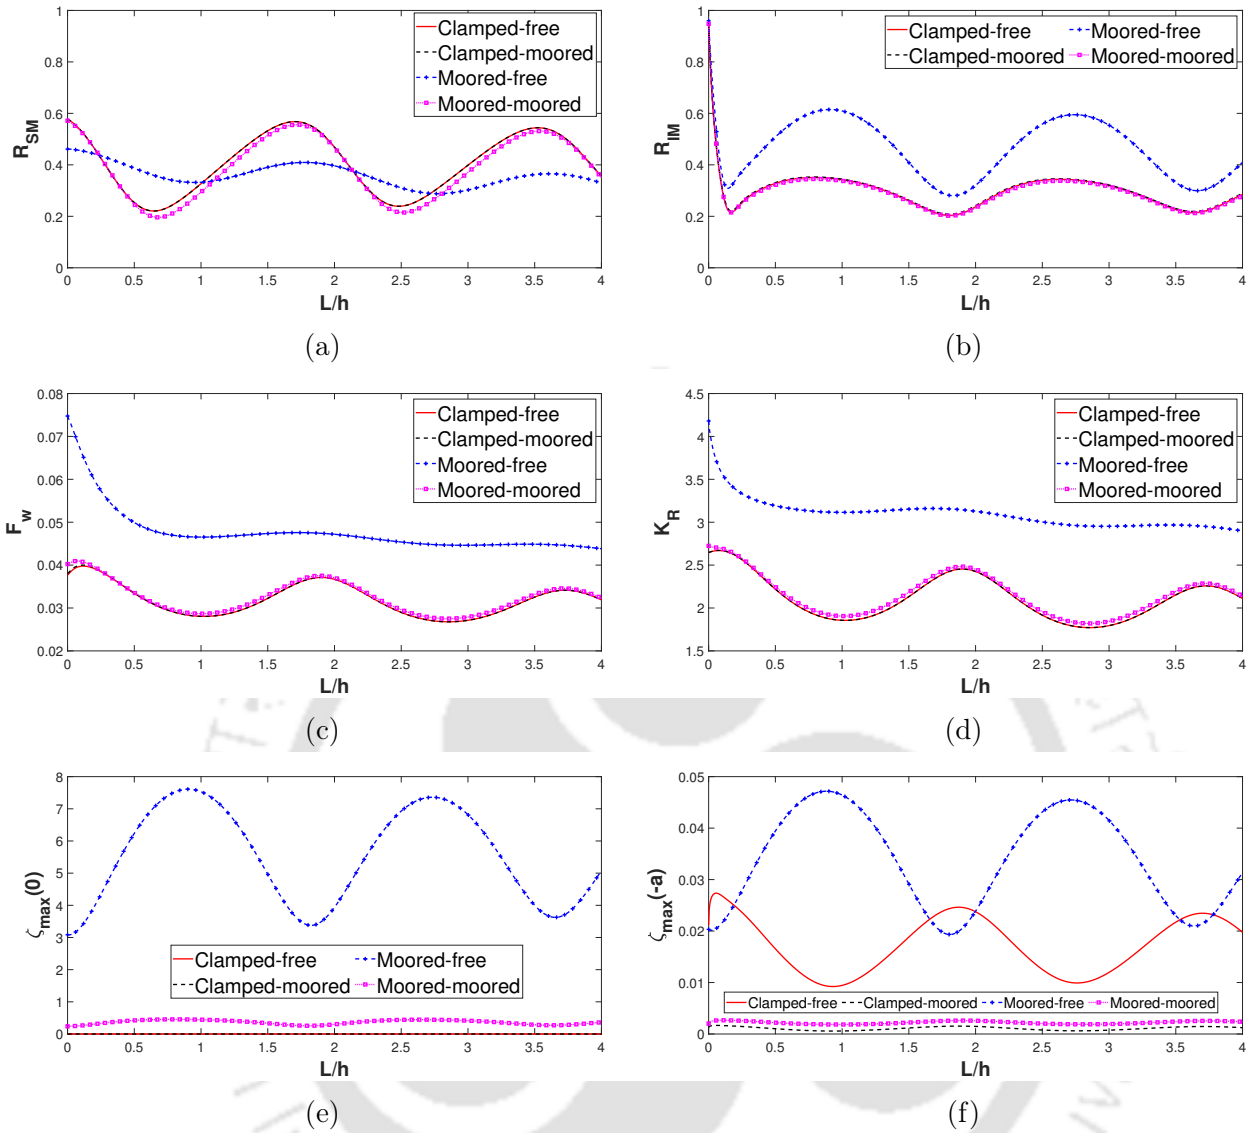 1
0.8
0.6
0.4
0.2
0
R_SM
Clamped-free
Clamped-moored
Moored-free
Moored-moored
0 0.5 1 1.5 2 2.5 3 3.5 4
L/h
(a)
1
0.8
0.6
0.4
0.2
0
R_IM
Clamped-free Moored-free
Clamped-moored Moored-moored
0 0.5 1 1.5 2 2.5 3 3.5 4
L/h
(b)
0.08
0.07
0.06
0.05
0.04
0.03
0.02
F_w
Clamped-free
Clamped-moored
Moored-free
Moored-moored
0 0.5 1 1.5 2 2.5 3 3.5 4
L/h
(c)
4.5
4
3.5
3
2.5
2
1.5
K_R
Clamped-free
Clamped-moored
Moored-free
Moored-moored
0 0.5 1 1.5 2 2.5 3 3.5 4
L/h
(d)
8
7
6
5
4
3
2
1
0
ζ_max(0)
Clamped-free Moored-free
Clamped-moored Moored-moored
0 0.5 1 1.5 2 2.5 3 3.5 4
L/h
(e)
0.05
0.04
0.03
0.02
0.01
0
ζ_max(-a)
Clamped-free Clamped-moored Moored-free Moored-moored
0 0.5 1 1.5 2 2.5 3 3.5 4
L/h
(f)